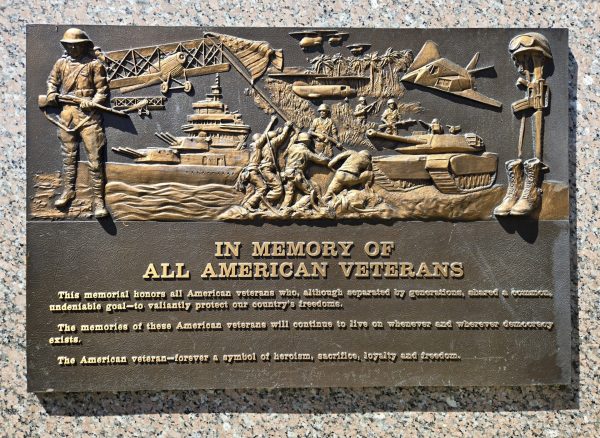 IN MEMORY OF
ALL AMERICAN VETERANS
This memorial honors all American veterans who, although separated by generations, shared a common,
undeniable goal—to valiantly protect our country's freedoms.
The memories of these American veterans will continue to live on whenever and wherever democracy
exists.
The American veteran—forever a symbol of heroism, sacrifice, loyalty and freedom.